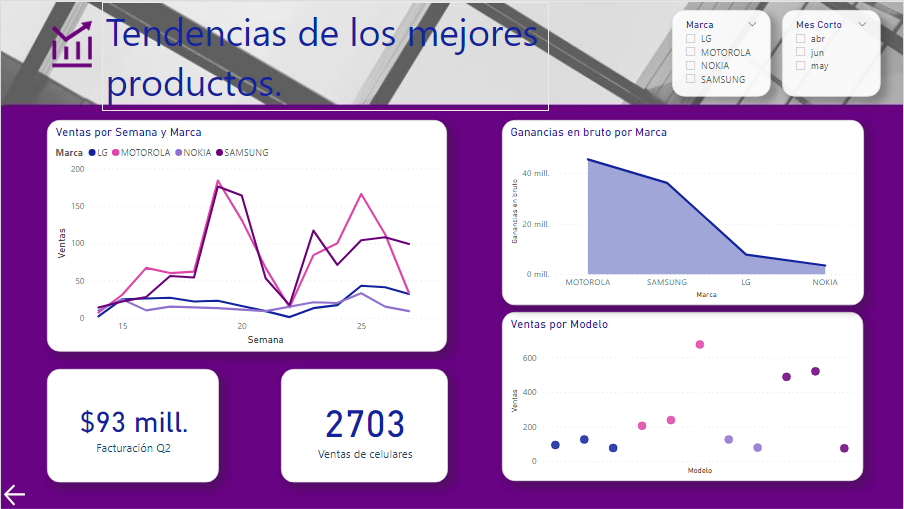 Tendencias de los mejores
productos.
Marca
LG
MOTOROLA
NOKIA
SAMSUNG
Mes Corto
abr
jun
may
Ventas por Semana y Marca
Marca LG MOTOROLA NOKIA SAMSUNG
200
150
100
50
0
Ventas
15 20 25
Semana
Ganancias en bruto por Marca
40 mill.
20 mill.
0 mill.
Ganancias en bruto
MOTOROLA SAMSUNG LG NOKIA
Marca
$93 mill.
Facturación Q2
2703
Ventas de celulares
Ventas por Modelo
600
400
200
0
Ventas
Modelo